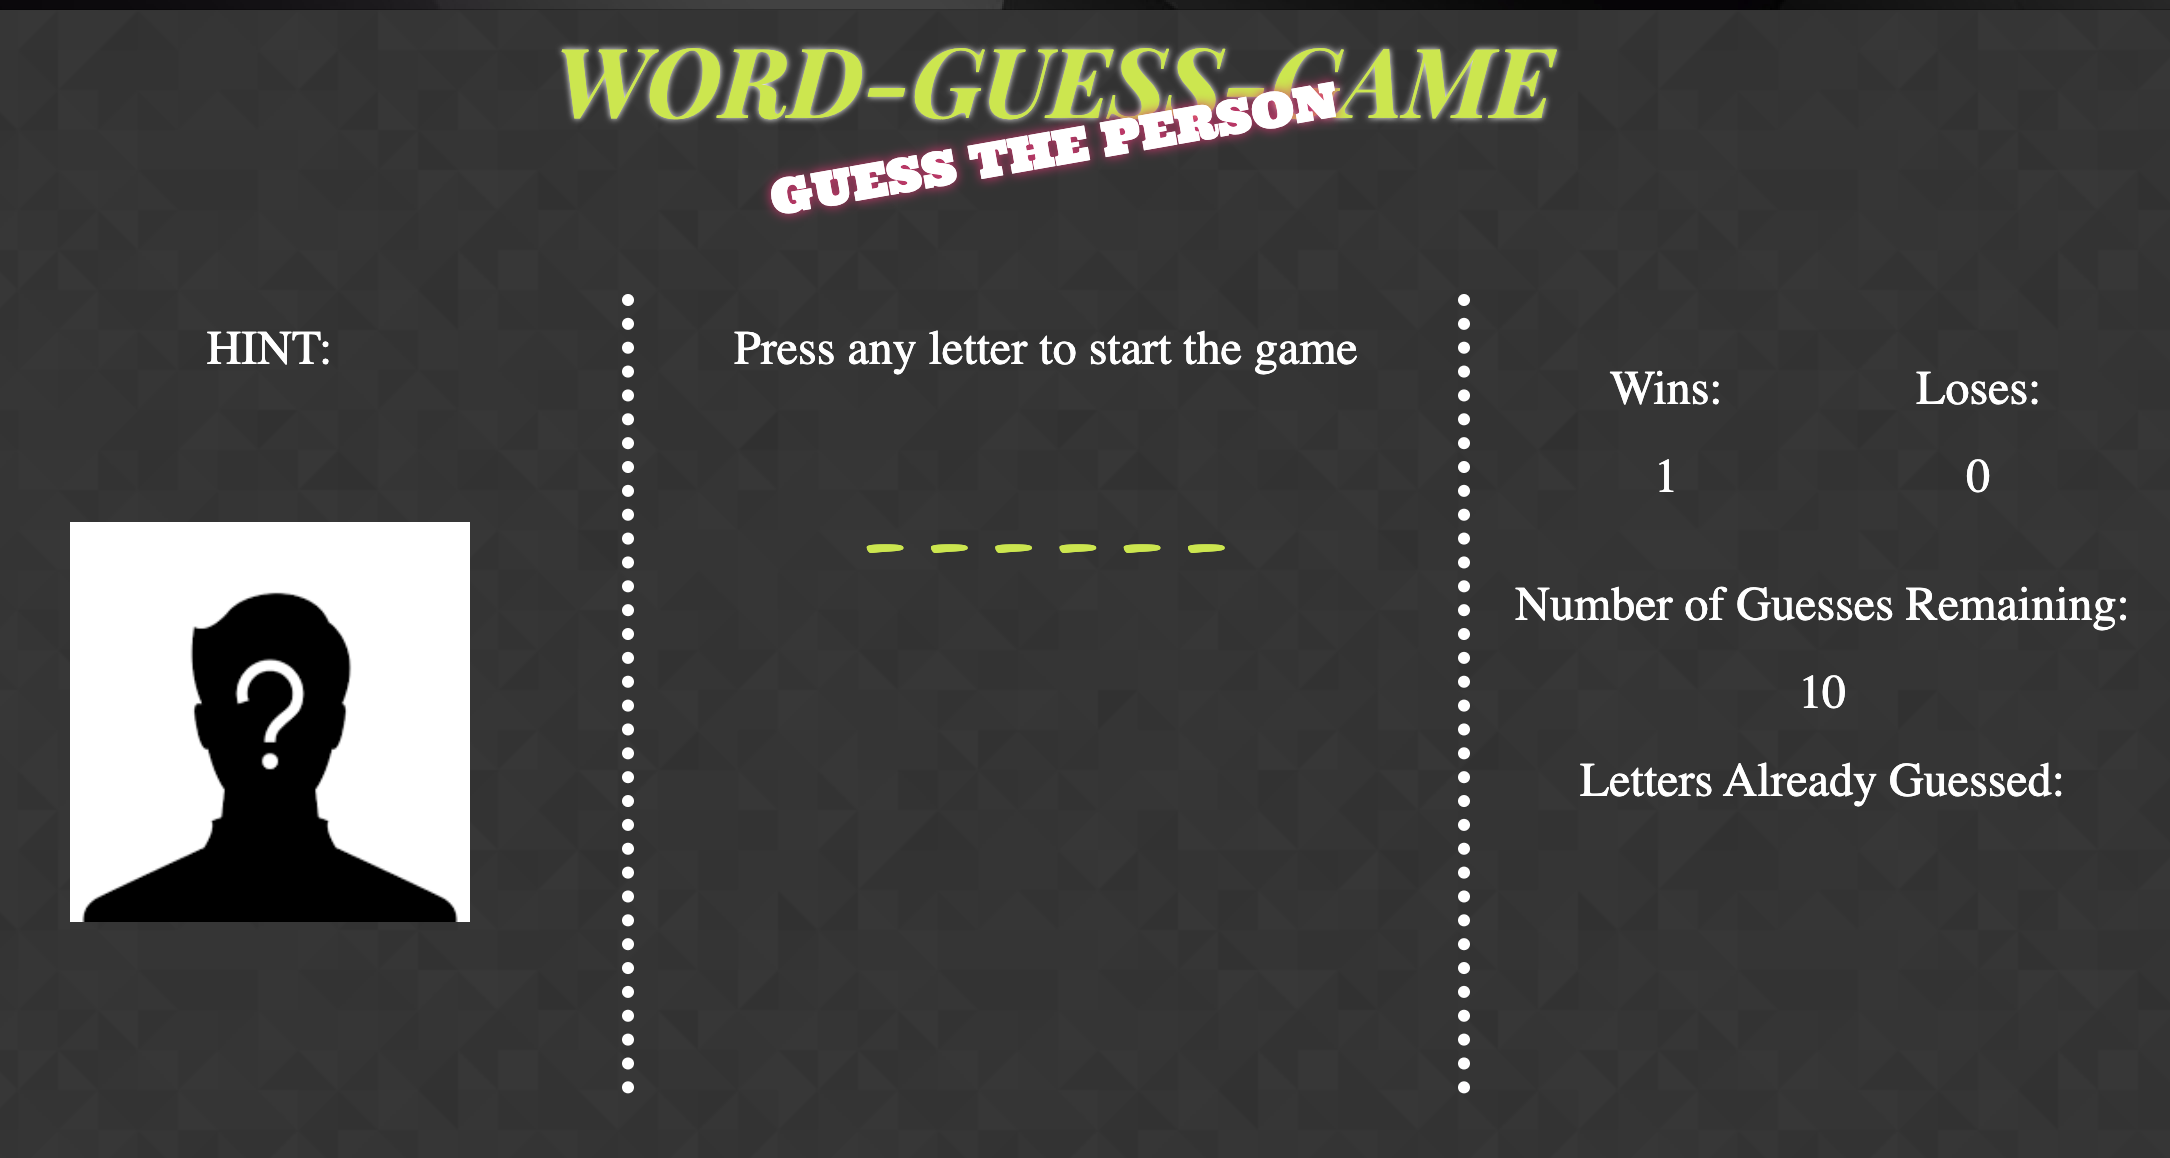 WORD-GUESS-GAME
GUESS THE PERSON
HINT:
?
Press any letter to start the game
_ _ _ _ _ _
Wins: Loses:
1 0
Number of Guesses Remaining:
10
Letters Already Guessed: